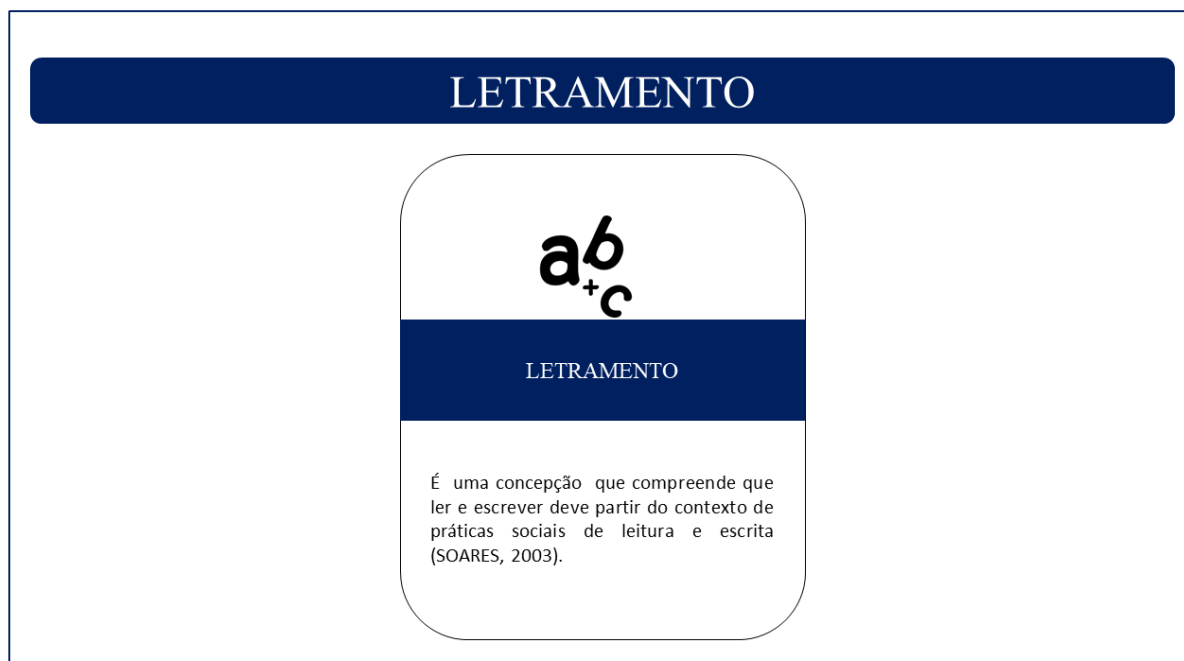 LETRAMENTO
a b
+ c
LETRAMENTO
É uma concepção que compreende que
ler e escrever deve partir do contexto de
práticas sociais de leitura e escrita
(SOARES, 2003).